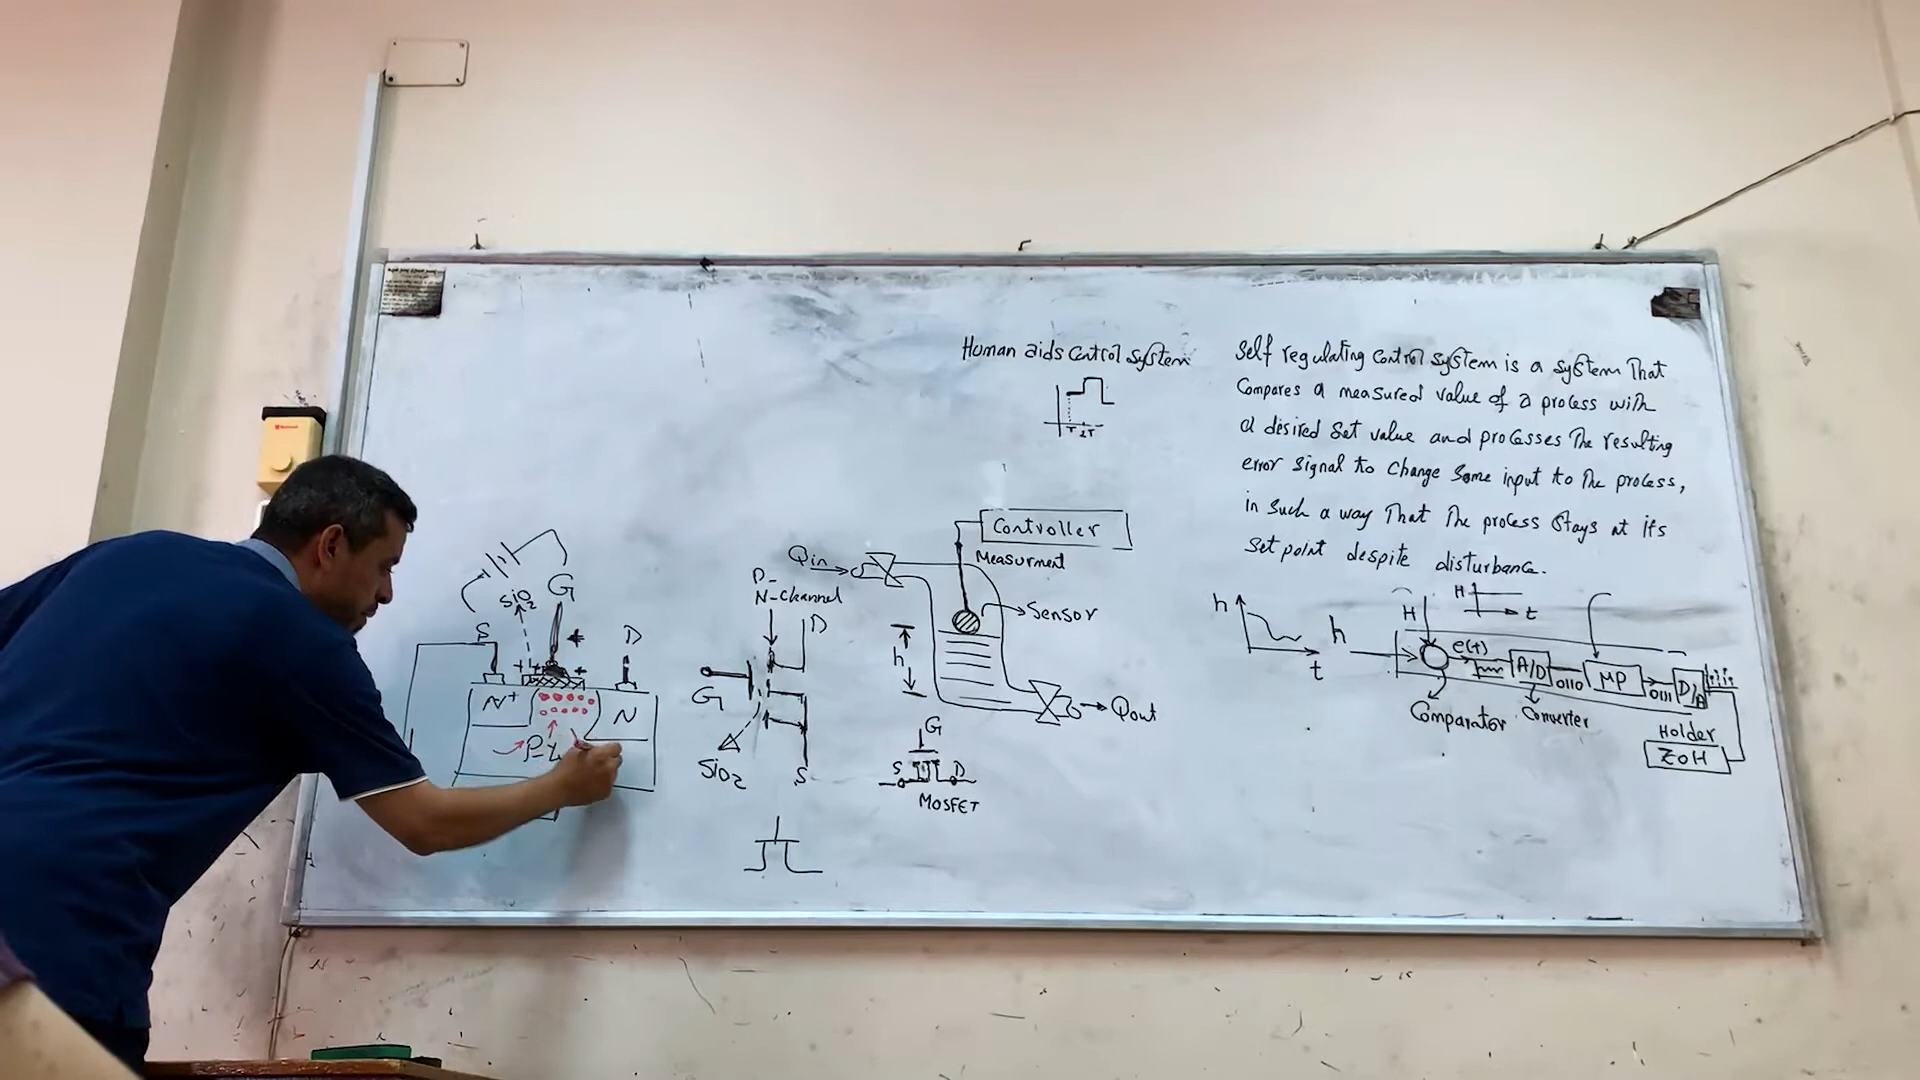 Human aids control system
T 2T
Self regulating control system is a system That
Compares a measured value of a process with
a desired set value and processes The resulting
error signal to change some input to The process,
in such a way That The process stays at its
set point despite disturbance.
Controller
Measurment
Qin
Sensor
h
Qout
SiO2
G
S
D
N+
N
P-
P-
N-channel
D
G
SiO2
S
G
S
D
MOSFET
h
t
h
H
H
t
e(t)
A/D
0110
MP
0111
D/A
Comparator
Converter
Holder
ZOH